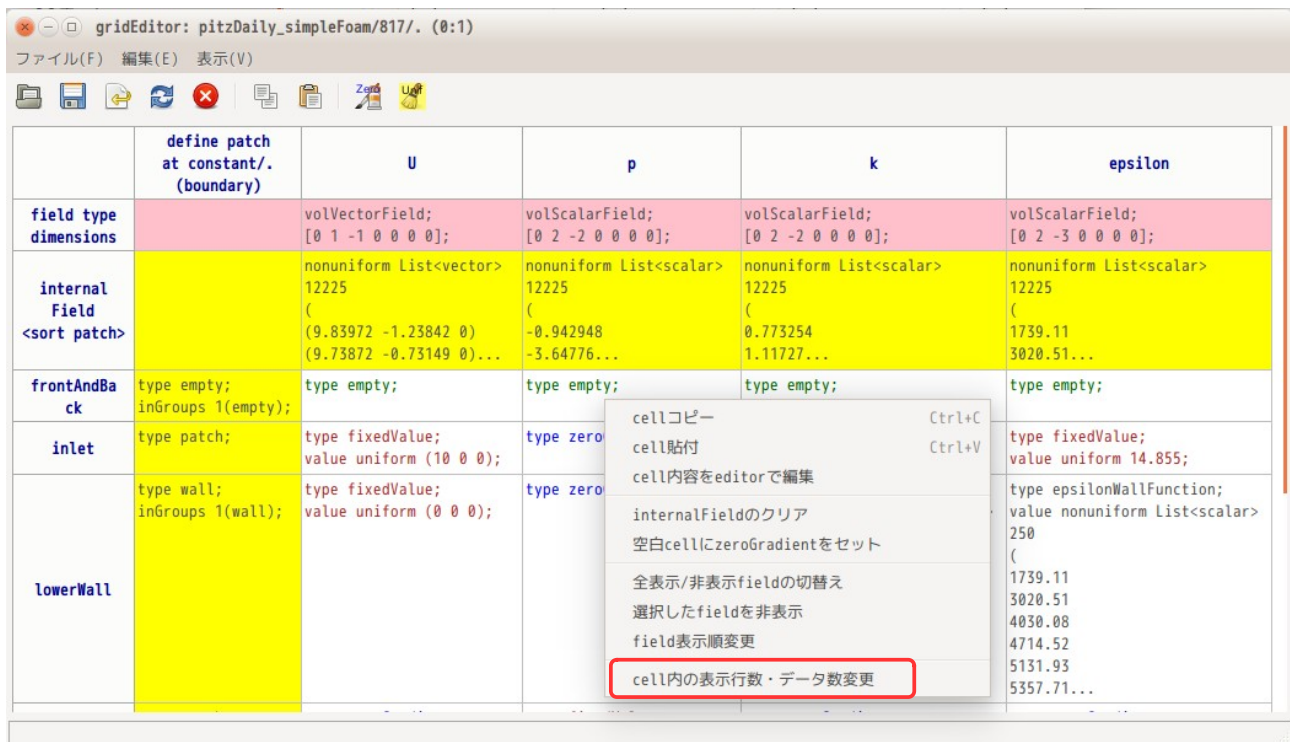 gridEditor: pitzDaily_simpleFoam/817/. (0:1)
ファイル(F) 編集(E) 表示(V)
Zero Unit
define patch
at constant/.
(boundary)
U
p
k
epsilon
field type
dimensions
volVectorField;
[0 1 -1 0 0 0 0];
volScalarField;
[0 2 -2 0 0 0 0];
volScalarField;
[0 2 -2 0 0 0 0];
volScalarField;
[0 2 -3 0 0 0 0];
internal
Field
<sort patch>
nonuniform List<vector>
12225
(
(9.83972 -1.23842 0)
(9.73872 -0.73149 0)...
nonuniform List<scalar>
12225
(
-0.942948
-3.64776...
nonuniform List<scalar>
12225
(
0.773254
1.11727...
nonuniform List<scalar>
12225
(
1739.11
3020.51...
frontAndBa
ck
type empty;
inGroups 1(empty);
type empty;
type empty;
type empty;
type empty;
inlet
type patch;
type fixedValue;
value uniform (10 0 0);
type zero
type fixedValue;
value uniform 14.855;
lowerWall
type wall;
inGroups 1(wall);
type fixedValue;
value uniform (0 0 0);
type zero
type epsilonWallFunction;
value nonuniform List<scalar>
250
(
1739.11
3020.51
4030.08
4714.52
5131.93
5357.71...
cellコピー Ctrl+C
cell貼付 Ctrl+V
cell内容をeditorで編集
internalFieldのクリア
空白cellにzeroGradientをセット
全表示/非表示fieldの切替え
選択したfieldを非表示
field表示順変更
cell内の表示行数・データ数変更